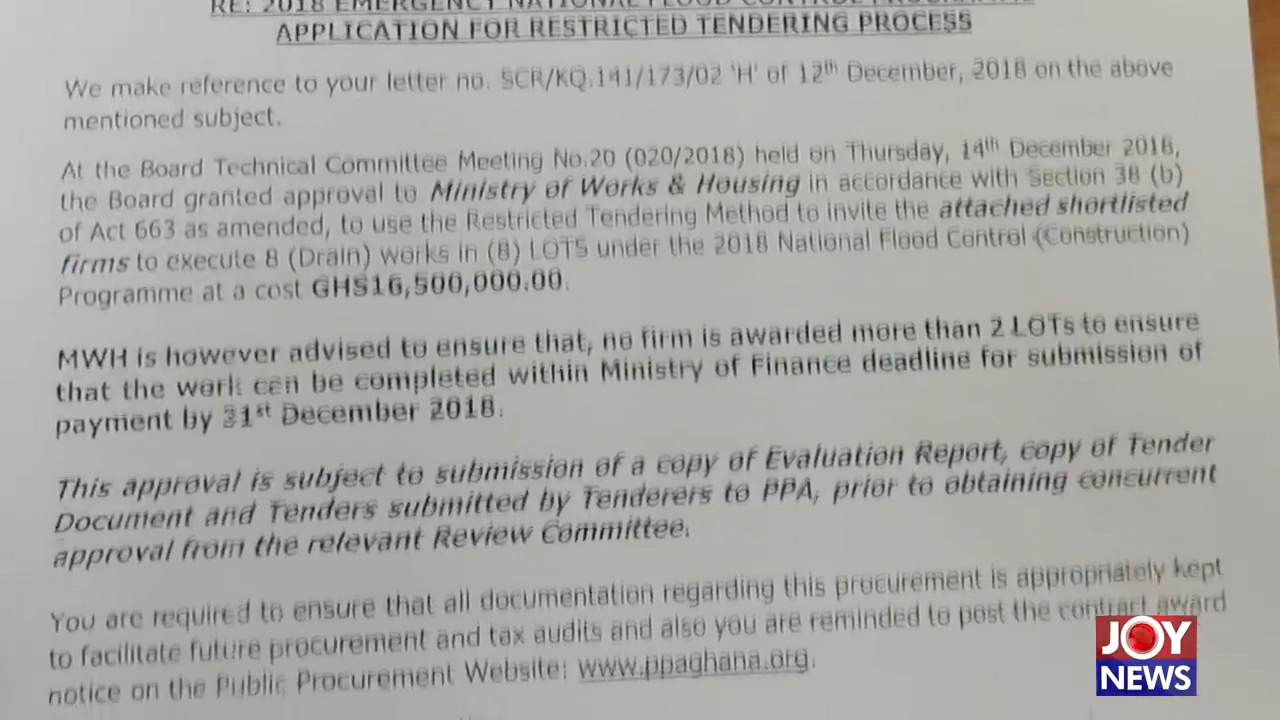 RE: 2018 EMERGENCY NATIONAL FLOOD CONTROL PROGRAMME
APPLICATION FOR RESTRICTED TENDERING PROCESS
We make reference to your letter no. SCR/KQ.141/173/02 'H' of 12th December, 2018 on the above
mentioned subject.
At the Board Technical Committee Meeting No.20 (020/2018) held on Thursday, 14th December 2018,
the Board granted approval to Ministry of Works & Housing in accordance with Section 38 (b)
of Act 663 as amended, to use the Restricted Tendering Method to invite the attached shortlisted
firms to execute 8 (Drain) works in (8) LOTS under the 2018 National Flood Control (Construction)
Programme at a cost GHS16,500,000.00.
MWH is however advised to ensure that, no firm is awarded more than 2 LOTs to ensure
that the work can be completed within Ministry of Finance deadline for submission of
payment by 31st December 2018.
This approval is subject to submission of a copy of Evaluation Report, copy of Tender
Document and Tenders submitted by Tenderers to PPA, prior to obtaining concurrent
approval from the relevant Review Committee.
You are required to ensure that all documentation regarding this procurement is appropriately kept
to facilitate future procurement and tax audits and also you are reminded to post the contract award
notice on the Public Procurement Website: www.ppaghana.org.
JOY
NEWS